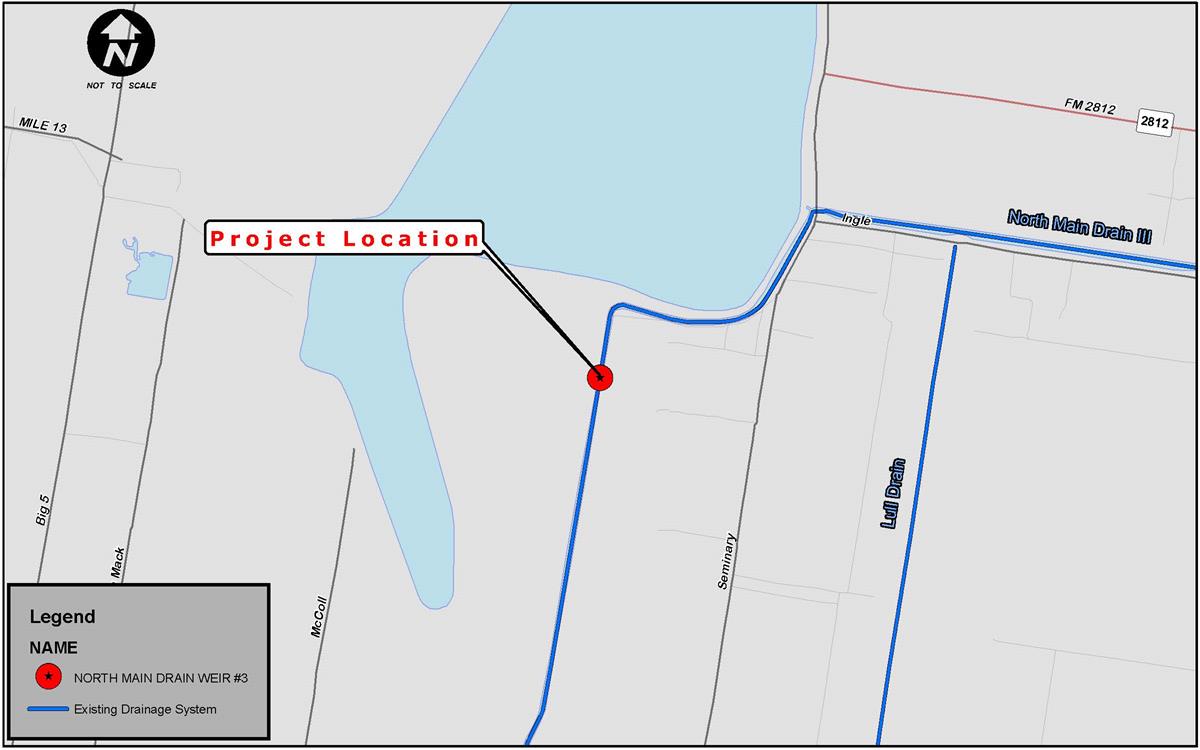 N
NOT TO SCALE
MILE 13
FM 2812
2812
Project Location
Ingle
North Main Drain III
Lull Drain
Big 5
Mack
McColl
Seminary
Legend
NAME
NORTH MAIN DRAIN WEIR #3
Existing Drainage System